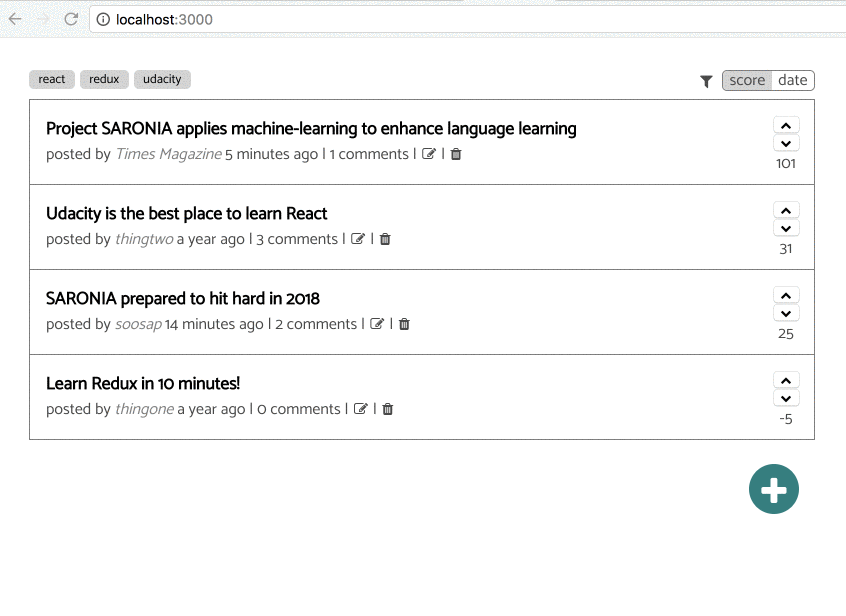 localhost:3000
react redux udacity score date
Project SARONIA applies machine-learning to enhance language learning
posted by Times Magazine 5 minutes ago | 1 comments | |
101
Udacity is the best place to learn React
posted by thingtwo a year ago | 3 comments | |
31
SARONIA prepared to hit hard in 2018
posted by soosap 14 minutes ago | 2 comments | |
25
Learn Redux in 10 minutes!
posted by thingone a year ago | 0 comments | |
-5